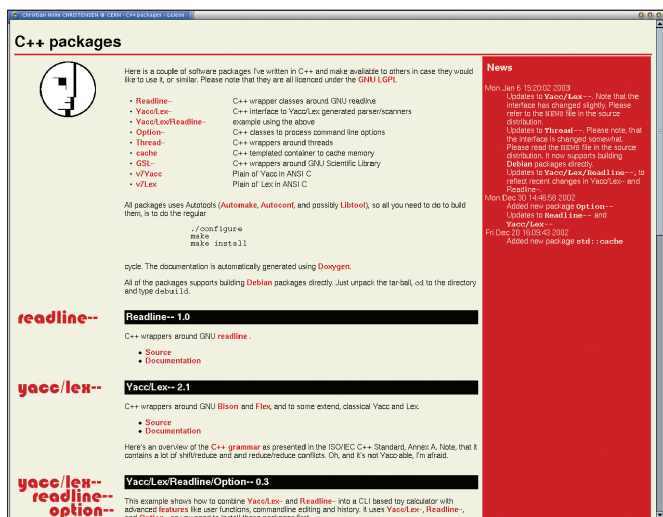 Christian Holm CHRISTENSEN @ CERN - C++ packages - Galeon
C++ packages
Here is a couple of software packages I've written in C++ and make available to others in case they would
like to use it, or similar. Please note that they are all licenced under the GNU LGPL
• Readline-- C++ wrapper classes around GNU readline
• Yacc/Lex-- C++ interface to Yacc/Lex generated parser/scanners
• Yacc/Lex/Readline-- example using the above
• Option-- C++ classes to process command line options
• Thread-- C++ wrappers around threads
• cache C++ templated container to cache memory
• GSL-- C++ wrappers around GNU Scientific Library
• v7Yacc Plain ol' Yacc in ANSI C
• v7Lex Plain ol' Lex in ANSI C
All packages uses Autotools (Automake, Autoconf, and possibly Libtool), so all you need to do to build
them, is to do the regular
./configure
make
make install
cycle. The documentation is automatically generated using Doxygen.
All of the packages supports building Debian packages directly. Just unpack the tar-ball, cd to the directory
and type debuild.
readline--
Readline-- 1.0
C++ wrappers around GNU readline .
• Source
• Documentation
yacc/lex--
Yacc/Lex-- 2.1
C++ wrappers around GNU Bison and Flex, and to some extend, classical Yacc and Lex.
• Source
• Documentation
Here's an overview of the C++ grammar as presented in the ISO/IEC C++ Standard, Annex A. Note, that it
contains a lot of shift/reduce and and reduce/reduce conflicts. Oh, and it's not Yacc-able, I'm afraid.
yacc/lex--
readline--
option--
Yacc/Lex/Readline/Option-- 0.3
This example shows how to combine Yacc/Lex-- and Readline-- into a CLI based toy calculator with
advanced features like user functions, commandline editing and history. It uses Yacc/Lex--, Readline--,
News
Mon Jan 6 15:20:02 2003
Updates to Yacc/Lex--. Note that the
interface has changed slightly. Please
refer to the NEWS file in the source
distribution.
Updates to Thread--. Please note, that
the interface is changed somewhat.
Please read the NEWS file in the source
distribution. It now supports building
Debian packages directly.
Updates to Yacc/Lex/Readline--, to
reflect recent changes in Yacc/Lex-- and
Readline--.
Mon Dec 30 14:46:58 2002
Added new package Option--
Updates to Readline-- and
Yacc/Lex--
Fri Dec 20 16:09:43 2002
Added new package std::cache